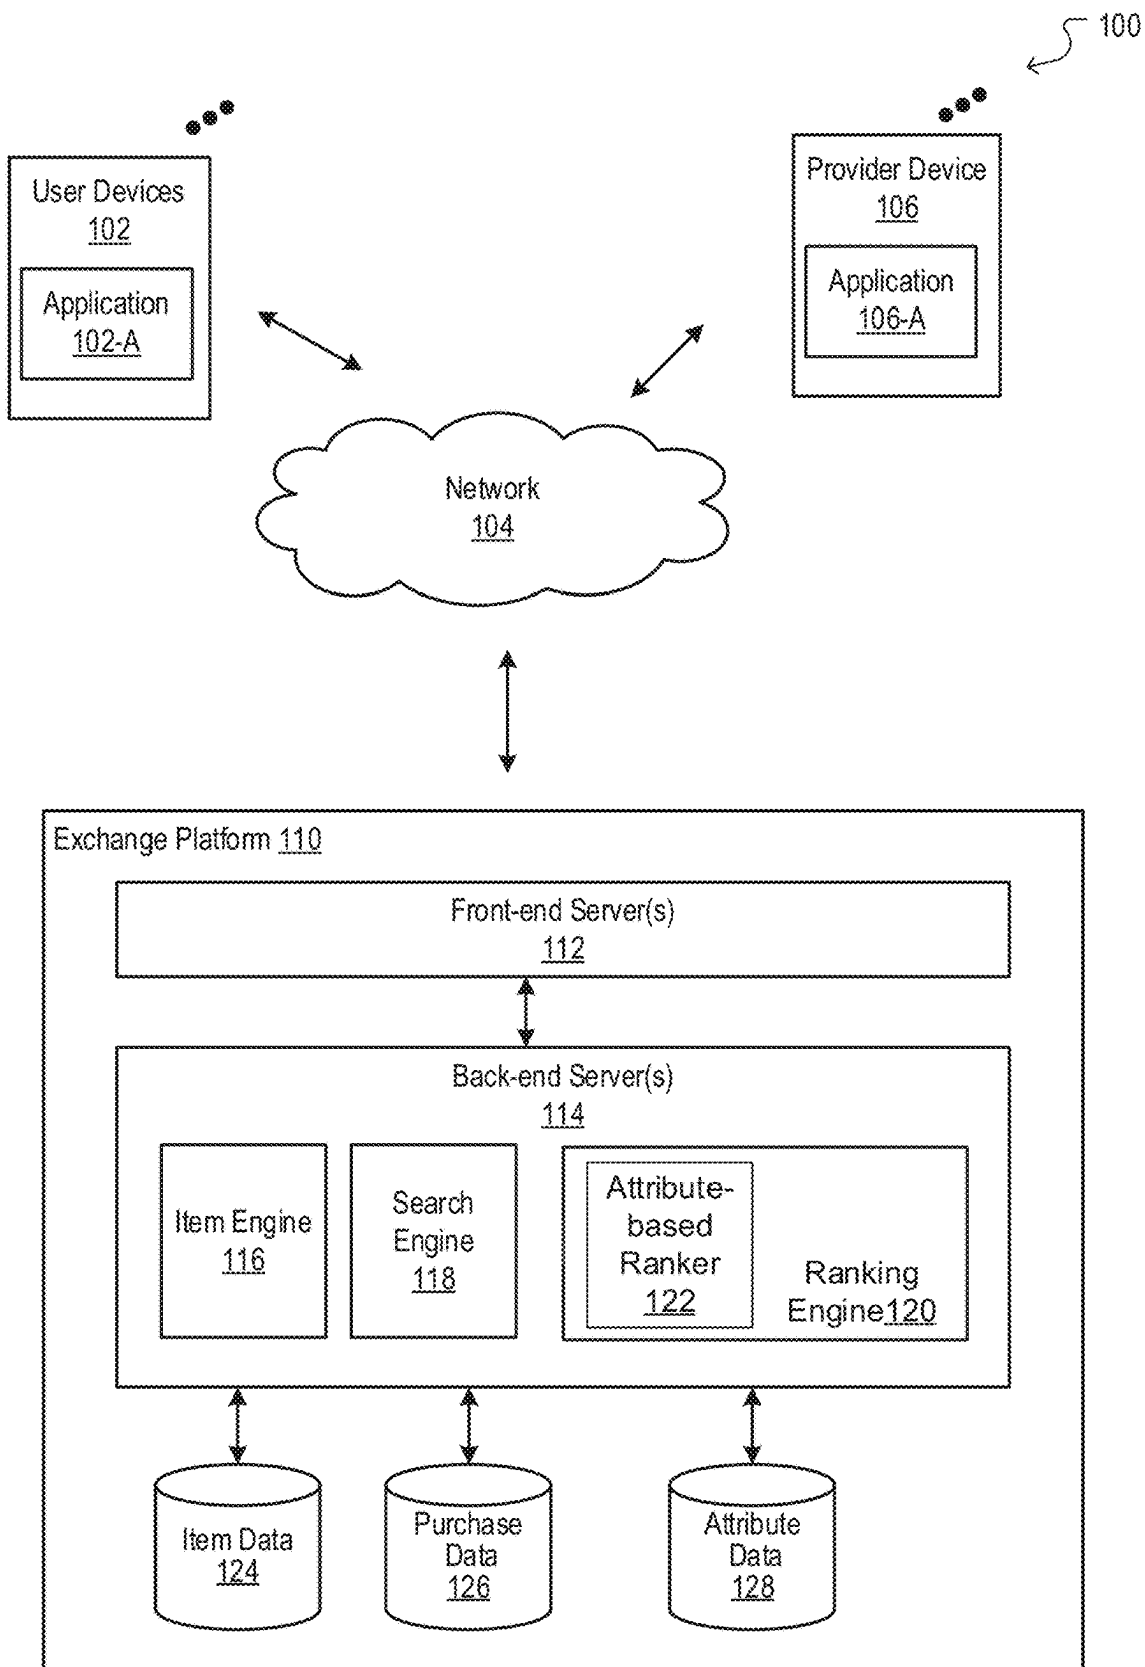 100
User Devices
102
Application
102-A
Provider Device
106
Application
106-A
Network
104
Exchange Platform 110
Front-end Server(s)
112
Back-end Server(s)
114
Item Engine
116
Search
Engine
118
Attribute-
based
Ranker
122
Ranking
Engine120
Item Data
124
Purchase
Data
126
Attribute
Data
128